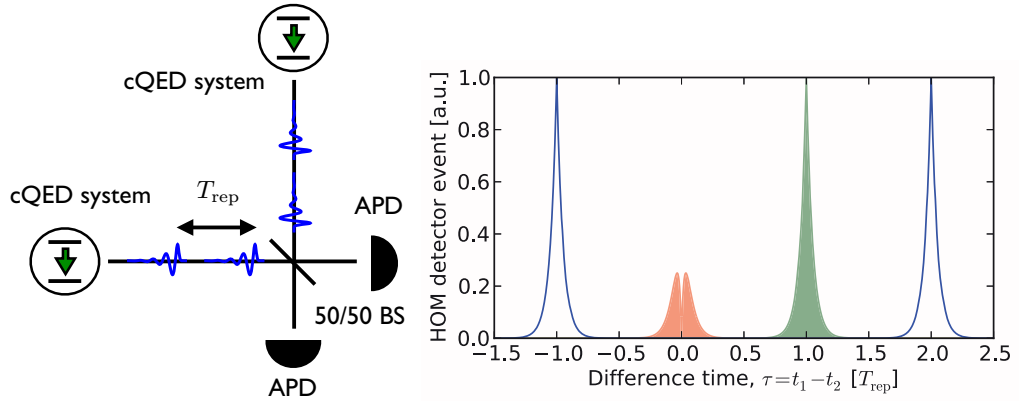 cQED system
cQED system
T_rep
APD
50/50 BS
APD
HOM detector event [a.u.]
1.0
0.8
0.6
0.4
0.2
0.0
−1.5 −1.0 −0.5 0.0 0.5 1.0 1.5 2.0 2.5
Difference time, τ=t₁−t₂ [T_rep]